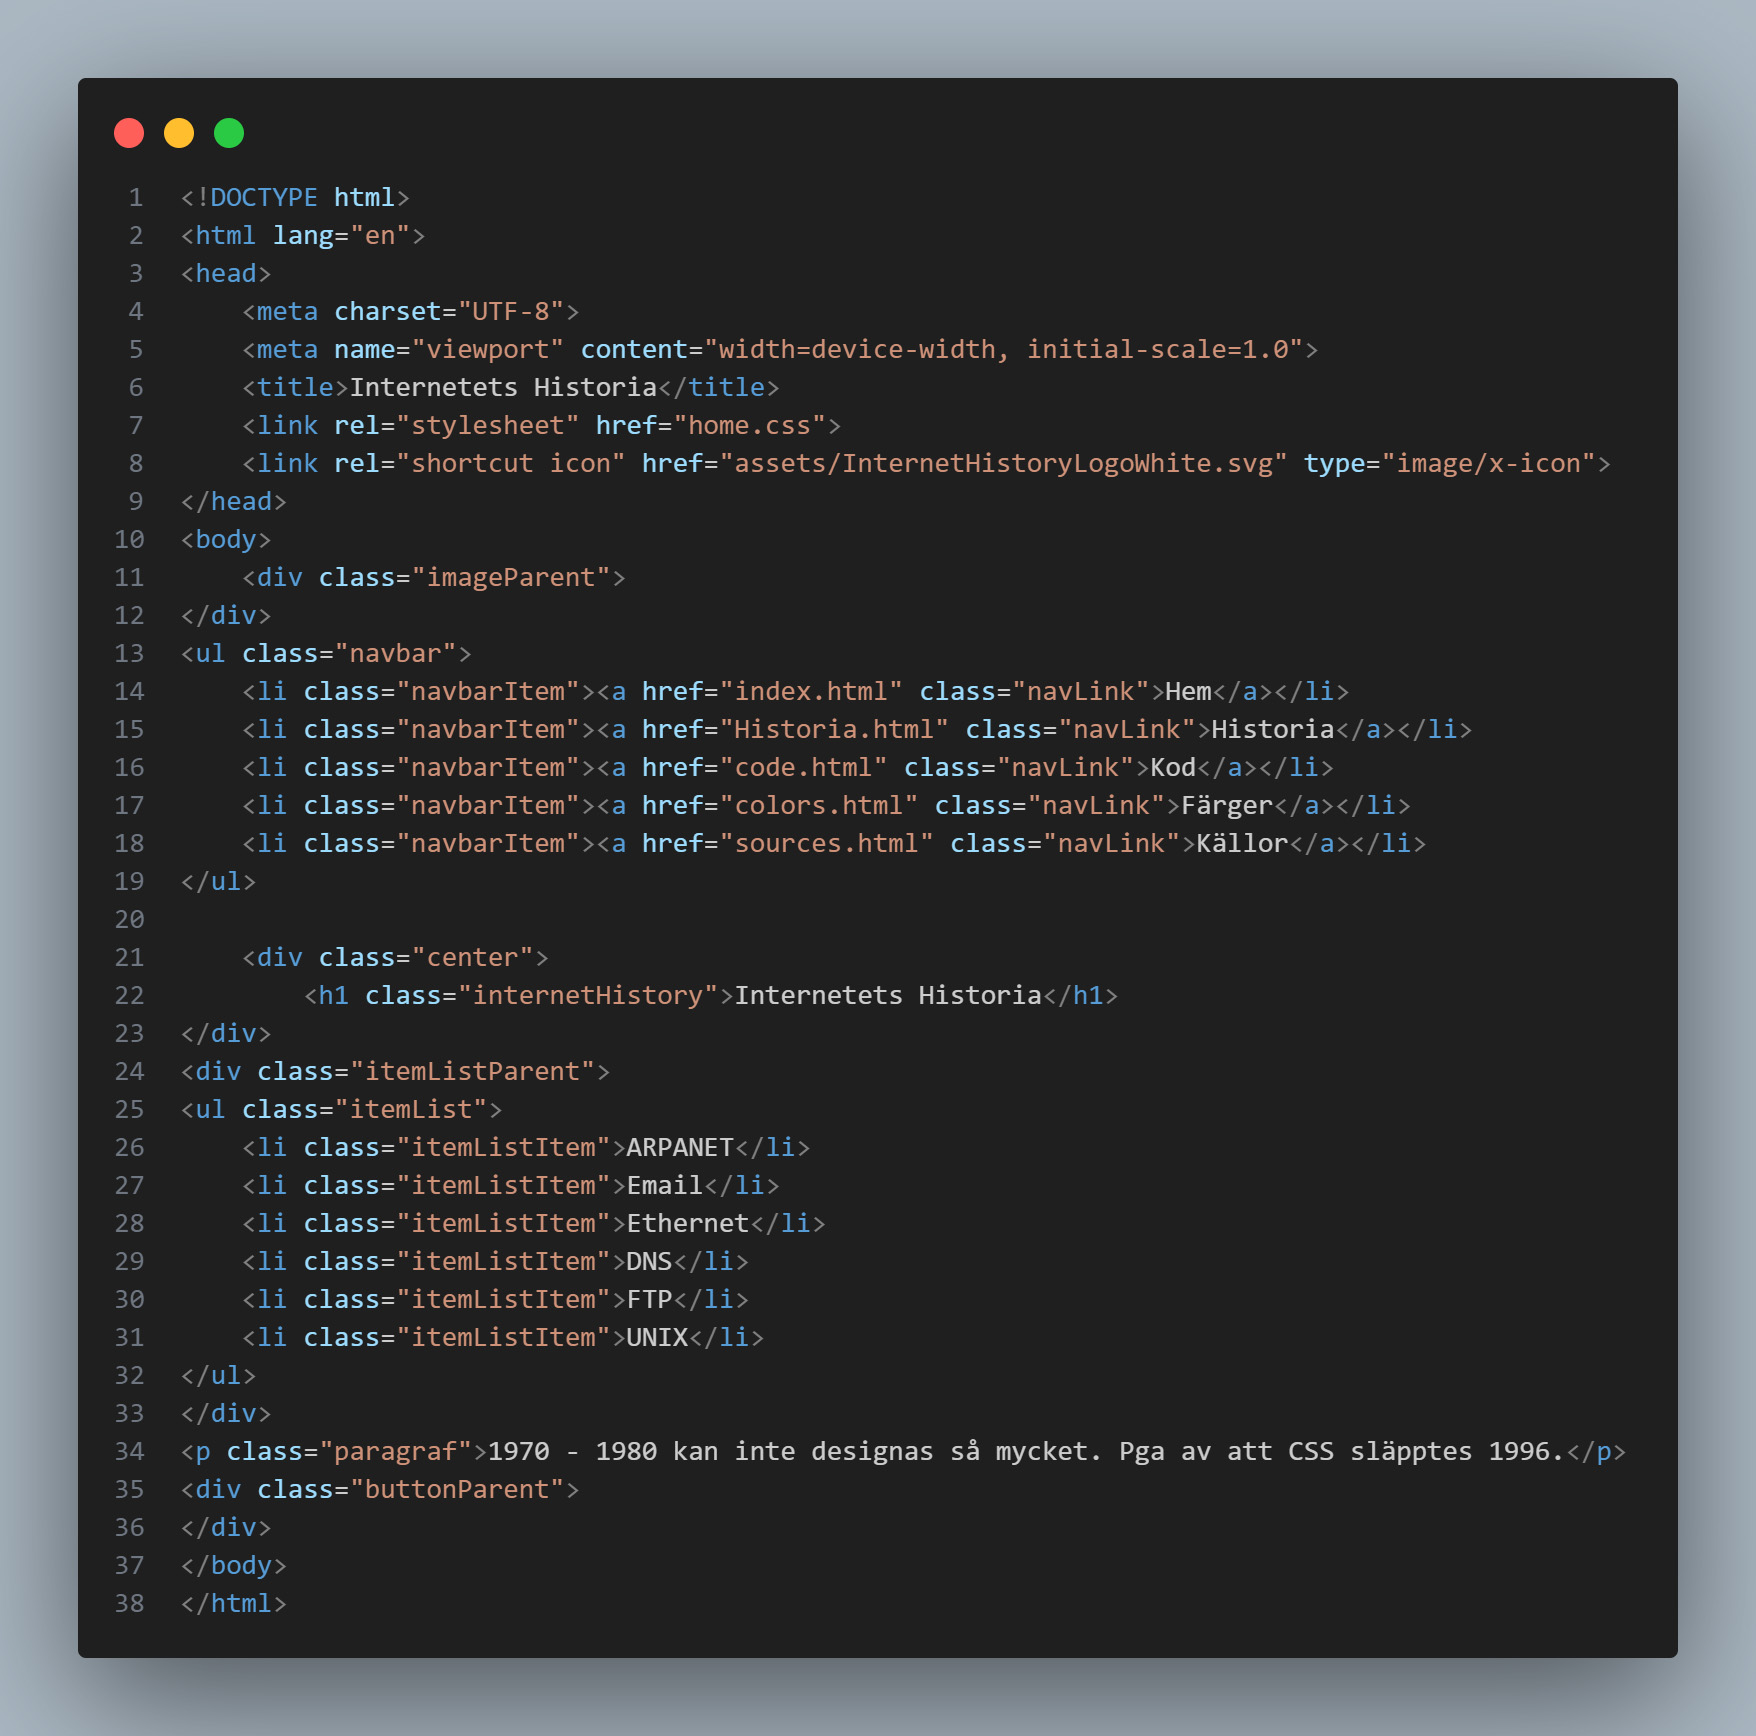 1 <!DOCTYPE html>
2 <html lang="en">
3 <head>
4     <meta charset="UTF-8">
5     <meta name="viewport" content="width=device-width, initial-scale=1.0">
6     <title>Internetets Historia</title>
7     <link rel="stylesheet" href="home.css">
8     <link rel="shortcut icon" href="assets/InternetHistoryLogoWhite.svg" type="image/x-icon">
9 </head>
10 <body>
11     <div class="imageParent">
12 </div>
13 <ul class="navbar">
14     <li class="navbarItem"><a href="index.html" class="navLink">Hem</a></li>
15     <li class="navbarItem"><a href="Historia.html" class="navLink">Historia</a></li>
16     <li class="navbarItem"><a href="code.html" class="navLink">Kod</a></li>
17     <li class="navbarItem"><a href="colors.html" class="navLink">Färger</a></li>
18     <li class="navbarItem"><a href="sources.html" class="navLink">Källor</a></li>
19 </ul>
20
21     <div class="center">
22         <h1 class="internetHistory">Internetets Historia</h1>
23 </div>
24 <div class="itemListParent">
25 <ul class="itemList">
26     <li class="itemListItem">ARPANET</li>
27     <li class="itemListItem">Email</li>
28     <li class="itemListItem">Ethernet</li>
29     <li class="itemListItem">DNS</li>
30     <li class="itemListItem">FTP</li>
31     <li class="itemListItem">UNIX</li>
32 </ul>
33 </div>
34 <p class="paragraf">1970 - 1980 kan inte designas så mycket. Pga av att CSS släpptes 1996.</p>
35 <div class="buttonParent">
36 </div>
37 </body>
38 </html>